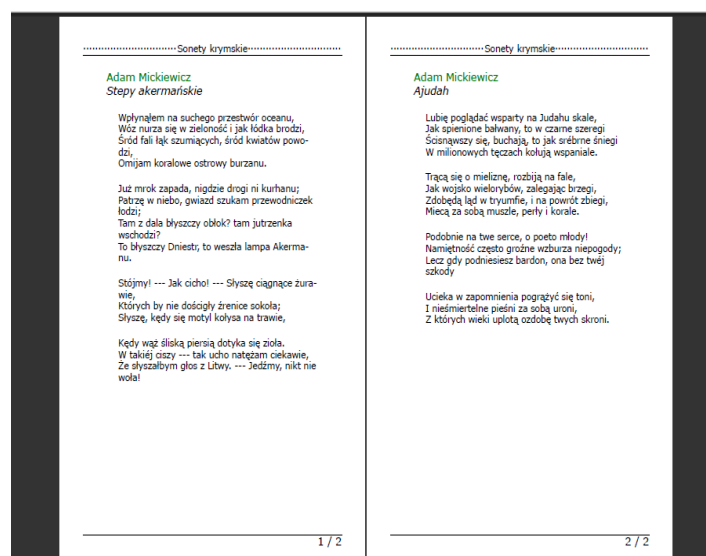 Sonety krymskie
Adam Mickiewicz
Stepy akermańskie
Wpłynąłem na suchego przestwór oceanu,
Wóz nurza się w zieloność i jak łódka brodzi,
Śród fali łąk szumiących, śród kwiatów powo-
dzi,
Omijam koralowe ostrowy burzanu.
Już mrok zapada, nigdzie drogi ni kurhanu;
Patrzę w niebo, gwiazd szukam przewodniczek
łodzi;
Tam z dala błyszczy obłok? tam jutrzenka
wschodzi?
To błyszczy Dniestr, to weszła lampa Akerma-
nu.
Stójmy! --- Jak cicho! --- Słyszę ciągnące żura-
wie,
Których by nie dościgły źrenice sokoła;
Słyszę, kędy się motyl kołysa na trawie,
Kędy wąż śliską piersią dotyka się zioła.
W takiéj ciszy --- tak ucho natężam ciekawie,
Że słyszałbym głos z Litwy. --- Jedźmy, nikt nie
woła!
1 / 2
Sonety krymskie
Adam Mickiewicz
Ajudah
Lubię poglądać wsparty na Judahu skale,
Jak spienione bałwany, to w czarne szeregi
Ścisnąwszy się, buchają, to jak srébrne śniegi
W milionowych tęczach kołują wspaniale.
Trącą się o mieliznę, rozbiją na fale,
Jak wojsko wielorybów, zalegając brzegi,
Zdobędą ląd w tryumfie, i na powrót zbiegi,
Miecą za sobą muszle, perły i korale.
Podobnie na twe serce, o poeto młody!
Namiętność często groźne wzburza niepogody;
Lecz gdy podniesiesz bardon, ona bez twéj
szkody
Ucieka w zapomnienia pogrążyć się toni,
I nieśmiertelne pieśni za sobą uroni,
Z których wieki uplotą ozdobę twych skroni.
2 / 2